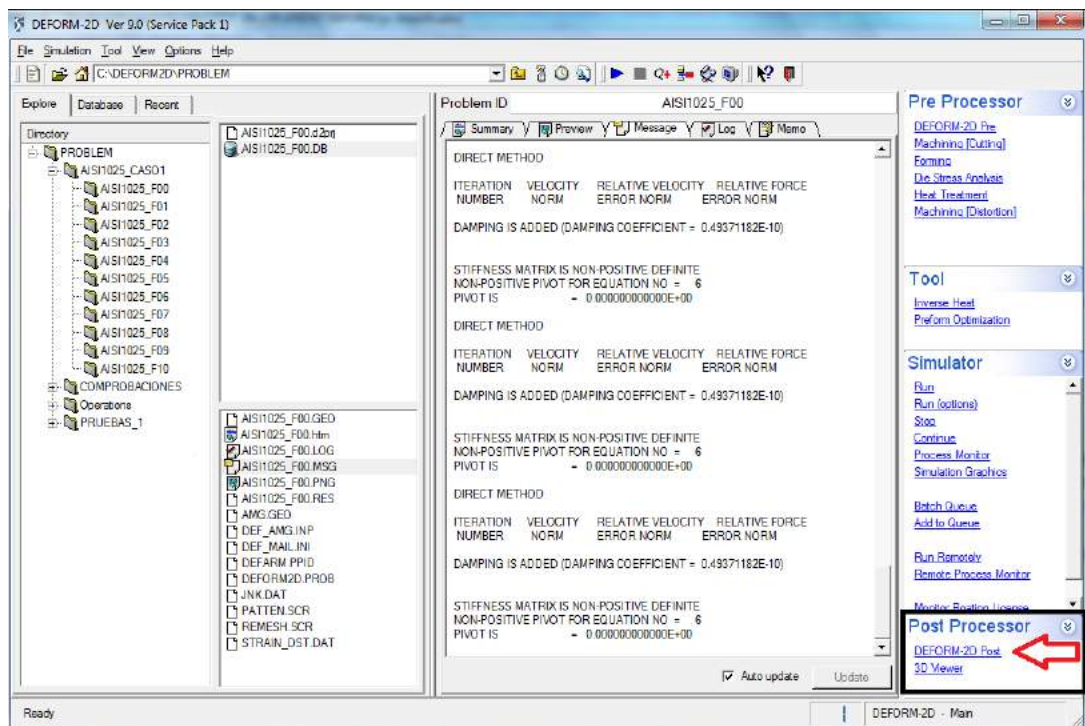 DEFORM-2D Ver 9.0 (Service Pack 1)
File Simulation Tool View Options Help
C:\DEFORM2D\PROBLEM
Explore Database Recent
Directory
PROBLEM
AISI1025_CASO1
AISI1025_F00
AISI1025_F01
AISI1025_F02
AISI1025_F03
AISI1025_F04
AISI1025_F05
AISI1025_F06
AISI1025_F07
AISI1025_F08
AISI1025_F09
AISI1025_F10
COMPROBACIONES
Operations
PRUEBAS_1
AISI1025_F00.d2prj
AISI1025_F00.DB
AISI1025_F00.GEO
AISI1025_F00.htm
AISI1025_F00.LOG
AISI1025_F00.MSG
AISI1025_F00.PNG
AISI1025_F00.RES
AMG.GEO
DEF_AMG.INP
DEF_MAIL.INI
DEFARM.PPID
DEFORM2D.PROB
JNK.DAT
PATTEN.SCR
REMESH.SCR
STRAIN_DST.DAT
Problem ID AISI1025_F00
Summary Preview Message Log Memo
DIRECT METHOD
ITERATION VELOCITY RELATIVE VELOCITY RELATIVE FORCE
NUMBER NORM ERROR NORM ERROR NORM
DAMPING IS ADDED (DAMPING COEFFICIENT = 0.49371182E-10)
STIFFNESS MATRIX IS NON-POSITIVE DEFINITE
NON-POSITIVE PIVOT FOR EQUATION NO = 6
PIVOT IS = 0.000000000000E+00
DIRECT METHOD
ITERATION VELOCITY RELATIVE VELOCITY RELATIVE FORCE
NUMBER NORM ERROR NORM ERROR NORM
DAMPING IS ADDED (DAMPING COEFFICIENT = 0.49371182E-10)
STIFFNESS MATRIX IS NON-POSITIVE DEFINITE
NON-POSITIVE PIVOT FOR EQUATION NO = 6
PIVOT IS = 0.000000000000E+00
DIRECT METHOD
ITERATION VELOCITY RELATIVE VELOCITY RELATIVE FORCE
NUMBER NORM ERROR NORM ERROR NORM
DAMPING IS ADDED (DAMPING COEFFICIENT = 0.49371182E-10)
STIFFNESS MATRIX IS NON-POSITIVE DEFINITE
NON-POSITIVE PIVOT FOR EQUATION NO = 6
PIVOT IS = 0.000000000000E+00
Auto update Update
Pre Processor
DEFORM-2D Pre
Machining [Cutting]
Forming
Die Stress Analysis
Heat Treatment
Machining [Distortion]
Tool
Inverse Heat
Preform Optimization
Simulator
Run
Run (options)
Stop
Continue
Process Monitor
Simulation Graphics
Batch Queue
Add to Queue
Run Remotely
Remote Process Monitor
Monitor Floating License
Post Processor
DEFORM-2D Post
3D Viewer
Ready
DEFORM-2D - Main